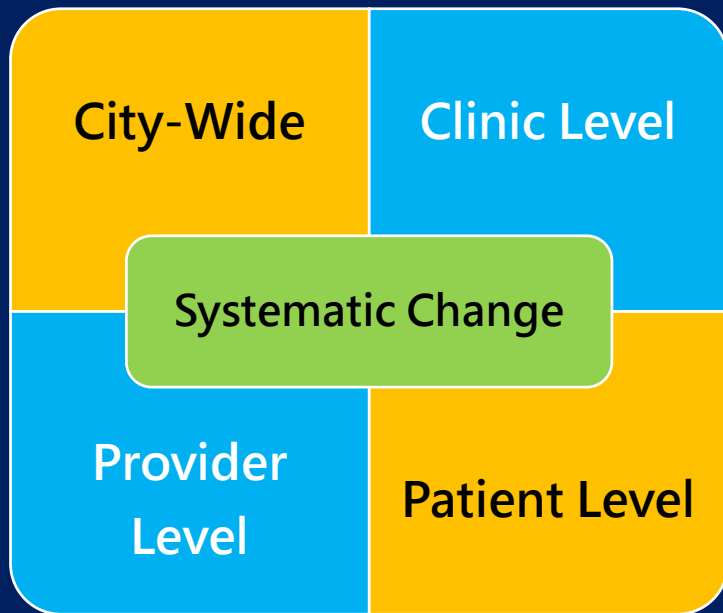 City-Wide
Clinic Level
Systematic Change
Provider
Level
Patient Level